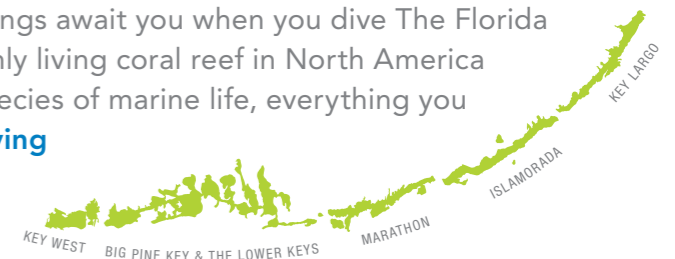 ngs await you when you dive The Florida
nly living coral reef in North America
ecies of marine life, everything you
ving
KEY LARGO
ISLAMORADA
MARATHON
KEY WEST
BIG PINE KEY & THE LOWER KEYS